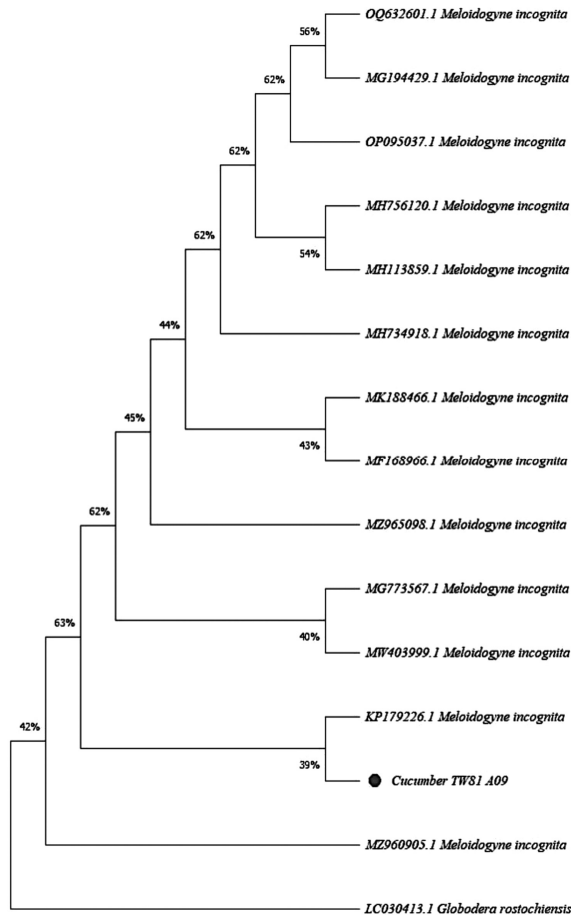 OQ632601.1 Meloidogyne incognita
56%
MG194429.1 Meloidogyne incognita
62%
OP095037.1 Meloidogyne incognita
62%
MH756120.1 Meloidogyne incognita
62%
54%
MH113859.1 Meloidogyne incognita
44%
MH734918.1 Meloidogyne incognita
MK188466.1 Meloidogyne incognita
45%
43%
MF168966.1 Meloidogyne incognita
62%
MZ965098.1 Meloidogyne incognita
MG773567.1 Meloidogyne incognita
63%
40%
MW403999.1 Meloidogyne incognita
42%
KP179226.1 Meloidogyne incognita
39%
Cucumber TW81 A09
MZ960905.1 Meloidogyne incognita
LC030413.1 Globodera rostochiensis